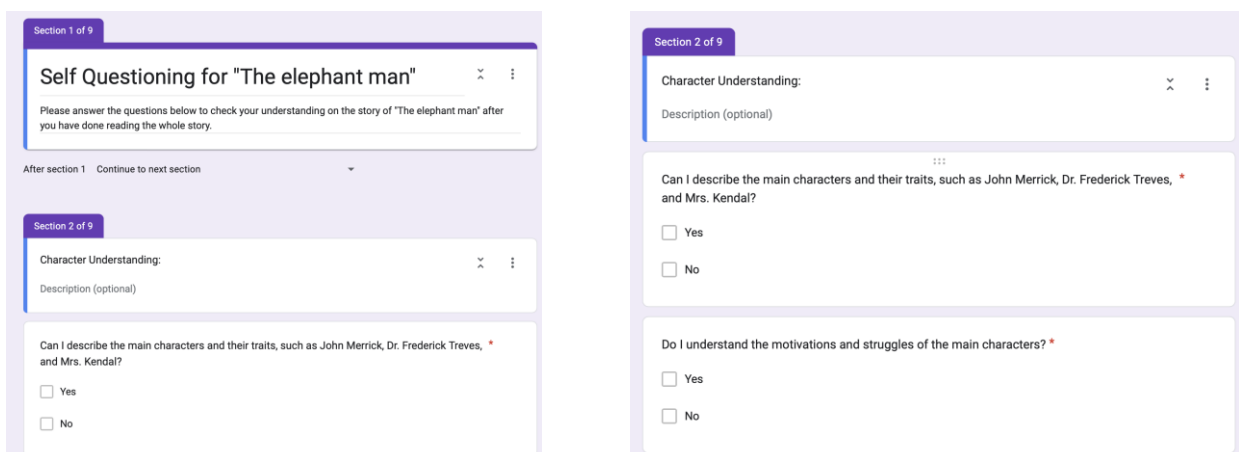 Section 1 of 9
Self Questioning for "The elephant man"
Please answer the questions below to check your understanding on the story of "The elephant man" after
you have done reading the whole story.
After section 1 Continue to next section
Section 2 of 9
Character Understanding:
Description (optional)
Can I describe the main characters and their traits, such as John Merrick, Dr. Frederick Treves, *
and Mrs. Kendal?
Yes
No
Section 2 of 9
Character Understanding:
Description (optional)
Can I describe the main characters and their traits, such as John Merrick, Dr. Frederick Treves, *
and Mrs. Kendal?
Yes
No
Do I understand the motivations and struggles of the main characters? *
Yes
No